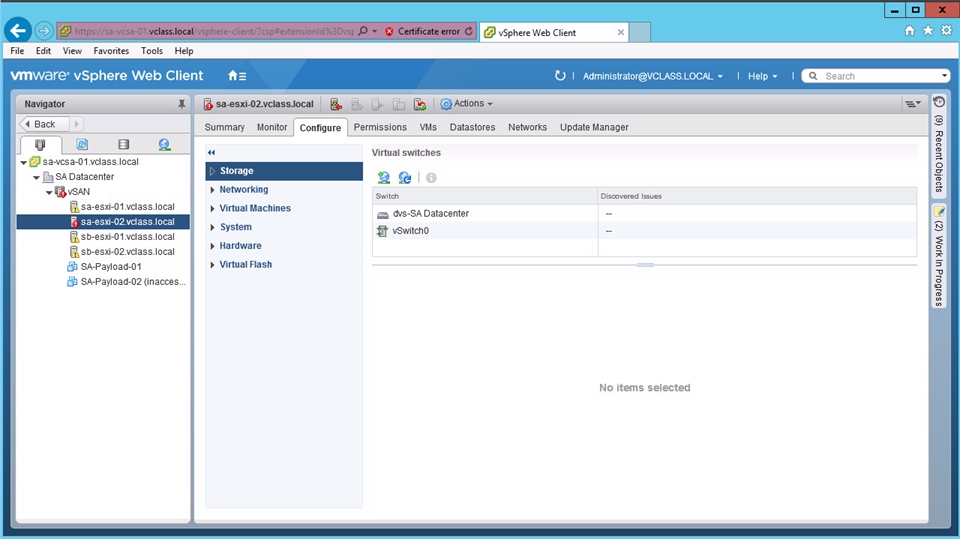 https://sa-vcsa-01.vclass.local/vsphere-client/?csp#extensionId%3Dvsp
Certificate error
vSphere Web Client
File Edit View Favorites Tools Help
vmware® vSphere Web Client
Administrator@VCLASS.LOCAL
Help
Search
Navigator
sa-esxi-02.vclass.local
Actions
Back
Summary Monitor Configure Permissions VMs Datastores Networks Update Manager
sa-vcsa-01.vclass.local
SA Datacenter
vSAN
sa-esxi-01.vclass.local
sa-esxi-02.vclass.local
sb-esxi-01.vclass.local
sb-esxi-02.vclass.local
SA-Payload-01
SA-Payload-02 (inacces...
Storage
Networking
Virtual Machines
System
Hardware
Virtual Flash
Virtual switches
Switch Discovered Issues
dvs-SA Datacenter --
vSwitch0 --
No items selected
(9) Recent Objects
(2) Work In Progress